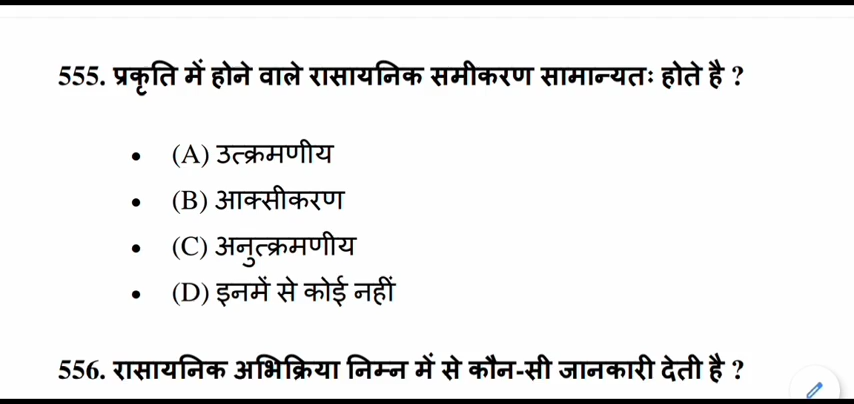 555. प्रकृति में होने वाले रासायनिक समीकरण सामान्यतः होते है ?
• (A) उत्क्रमणीय
• (B) आक्सीकरण
• (C) अनुत्क्रमणीय
• (D) इनमें से कोई नहीं
556. रासायनिक अभिक्रिया निम्न में से कौन-सी जानकारी देती है ?